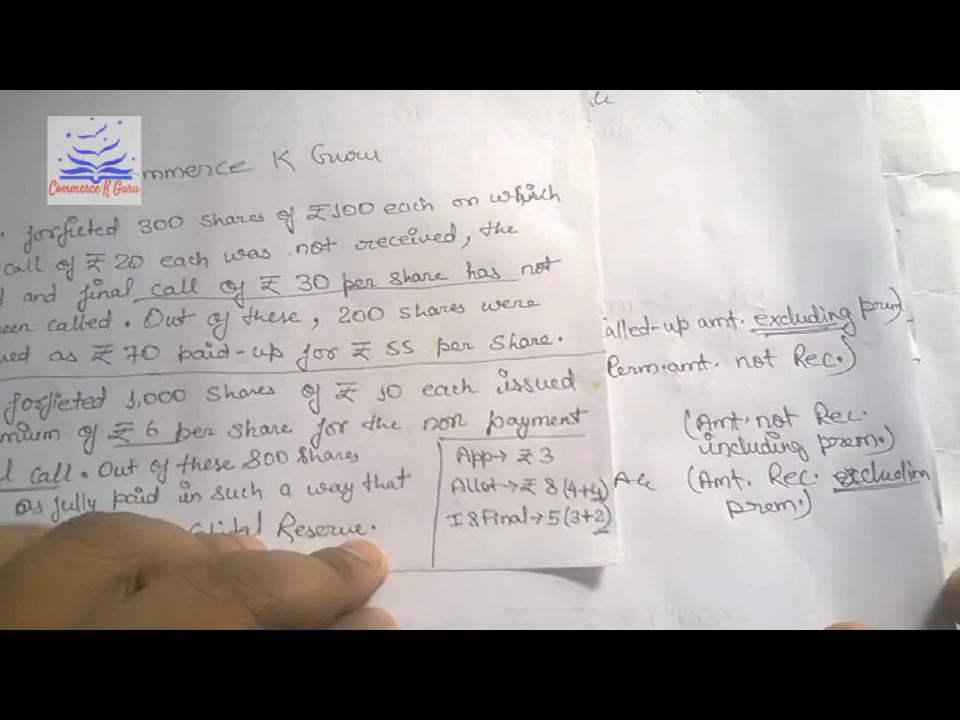 Commerce K Guru
mmerce K Guru
forfieted 300 shares of ₹100 each on which
call of ₹ 20 each was not received, the
and final call of ₹ 30 per share has not
een called. Out of these, 200 shares were
ued as ₹ 70 paid-up for ₹ 55 per share.
forfieted 1,000 shares of ₹ 10 each issued
mium of ₹ 6 per share for the non payment
l call. Out of these 800 shares
as fully paid in such a way that
Reserve.
App→ ₹ 3
Allot→ ₹ 8 (4+4)
I & Final→ 5 (3+2)
alled-up amt. excluding prem)
Perm. amt. not Rec.)
(Amt. not Rec.
including prem.)
A/c (Amt. Rec. excludin
prem.)